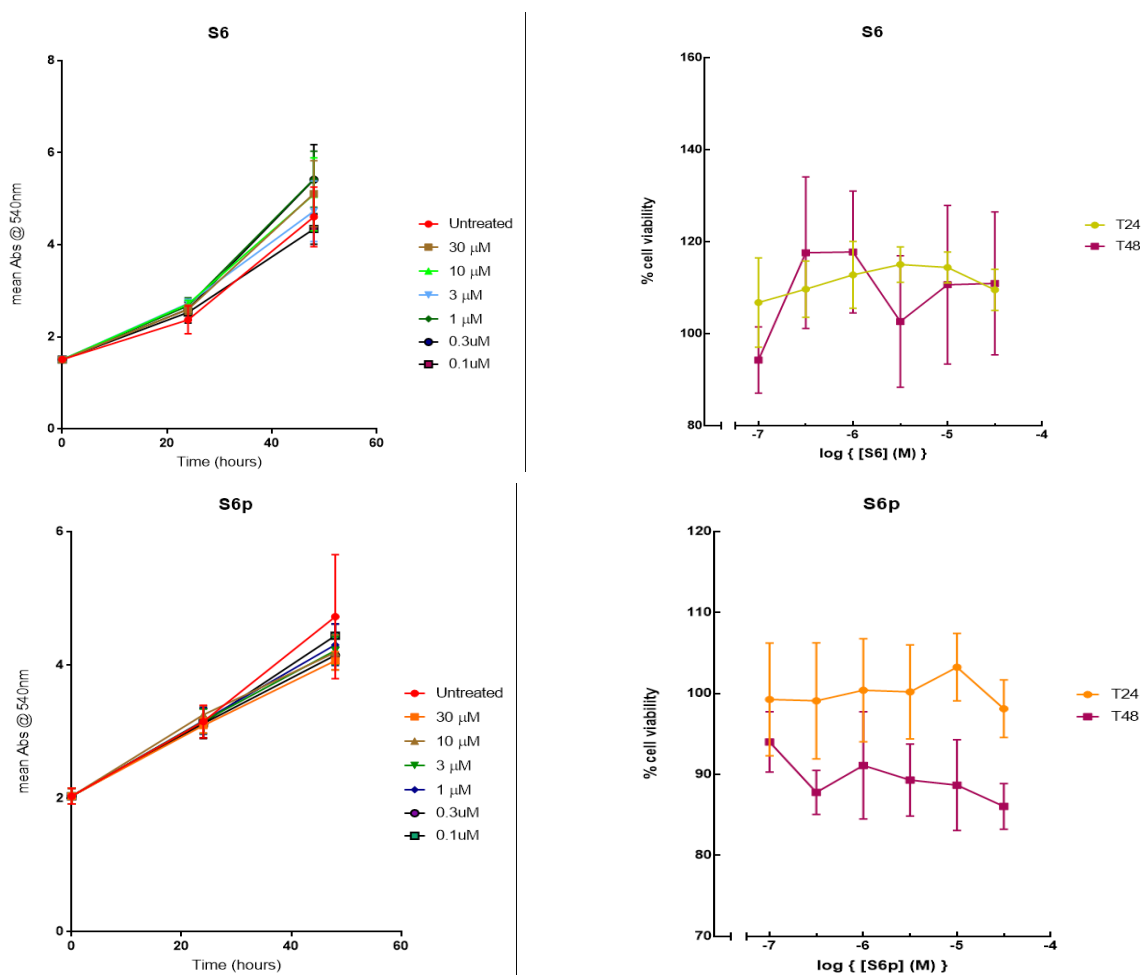 S6
8
6
4
2
0
mean Abs @ 540nm
0 20 40 60
Time (hours)
Untreated
30 μM
10 μM
3 μM
1 μM
0.3uM
0.1uM
S6
160
140
120
100
80
% cell viability
-7 -6 -5 -4
log { [S6] (M) }
T24
T48
S6p
6
4
2
0
mean Abs @ 540nm
0 20 40 60
Time (hours)
Untreated
30 μM
10 μM
3 μM
1 μM
0.3uM
0.1uM
S6p
120
110
100
90
80
70
% cell viability
-7 -6 -5 -4
log { [S6p] (M) }
T24
T48